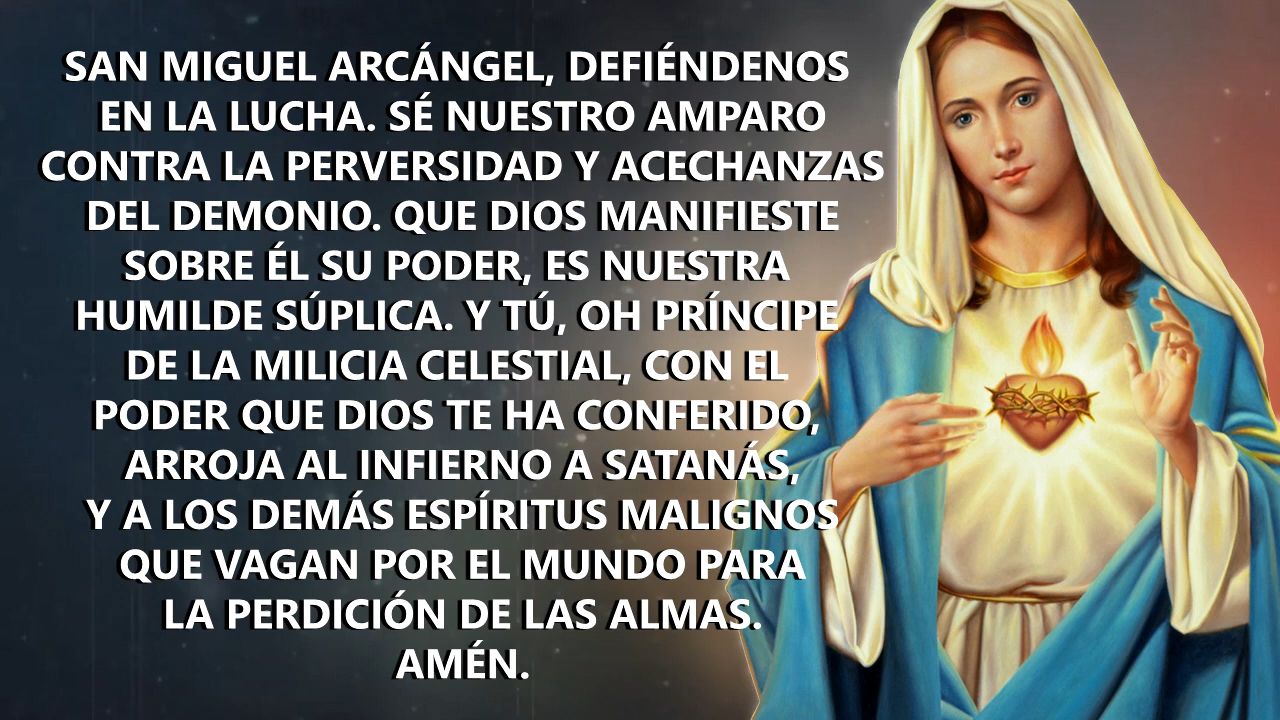 SAN MIGUEL ARCÁNGEL, DEFIÉNDENOS
EN LA LUCHA. SÉ NUESTRO AMPARO
CONTRA LA PERVERSIDAD Y ACECHANZAS
DEL DEMONIO. QUE DIOS MANIFIESTE
SOBRE ÉL SU PODER, ES NUESTRA
HUMILDE SÚPLICA. Y TÚ, OH PRÍNCIPE
DE LA MILICIA CELESTIAL, CON EL
PODER QUE DIOS TE HA CONFERIDO,
ARROJA AL INFIERNO A SATANÁS,
Y A LOS DEMÁS ESPÍRITUS MALIGNOS
QUE VAGAN POR EL MUNDO PARA
LA PERDICIÓN DE LAS ALMAS.
AMÉN.